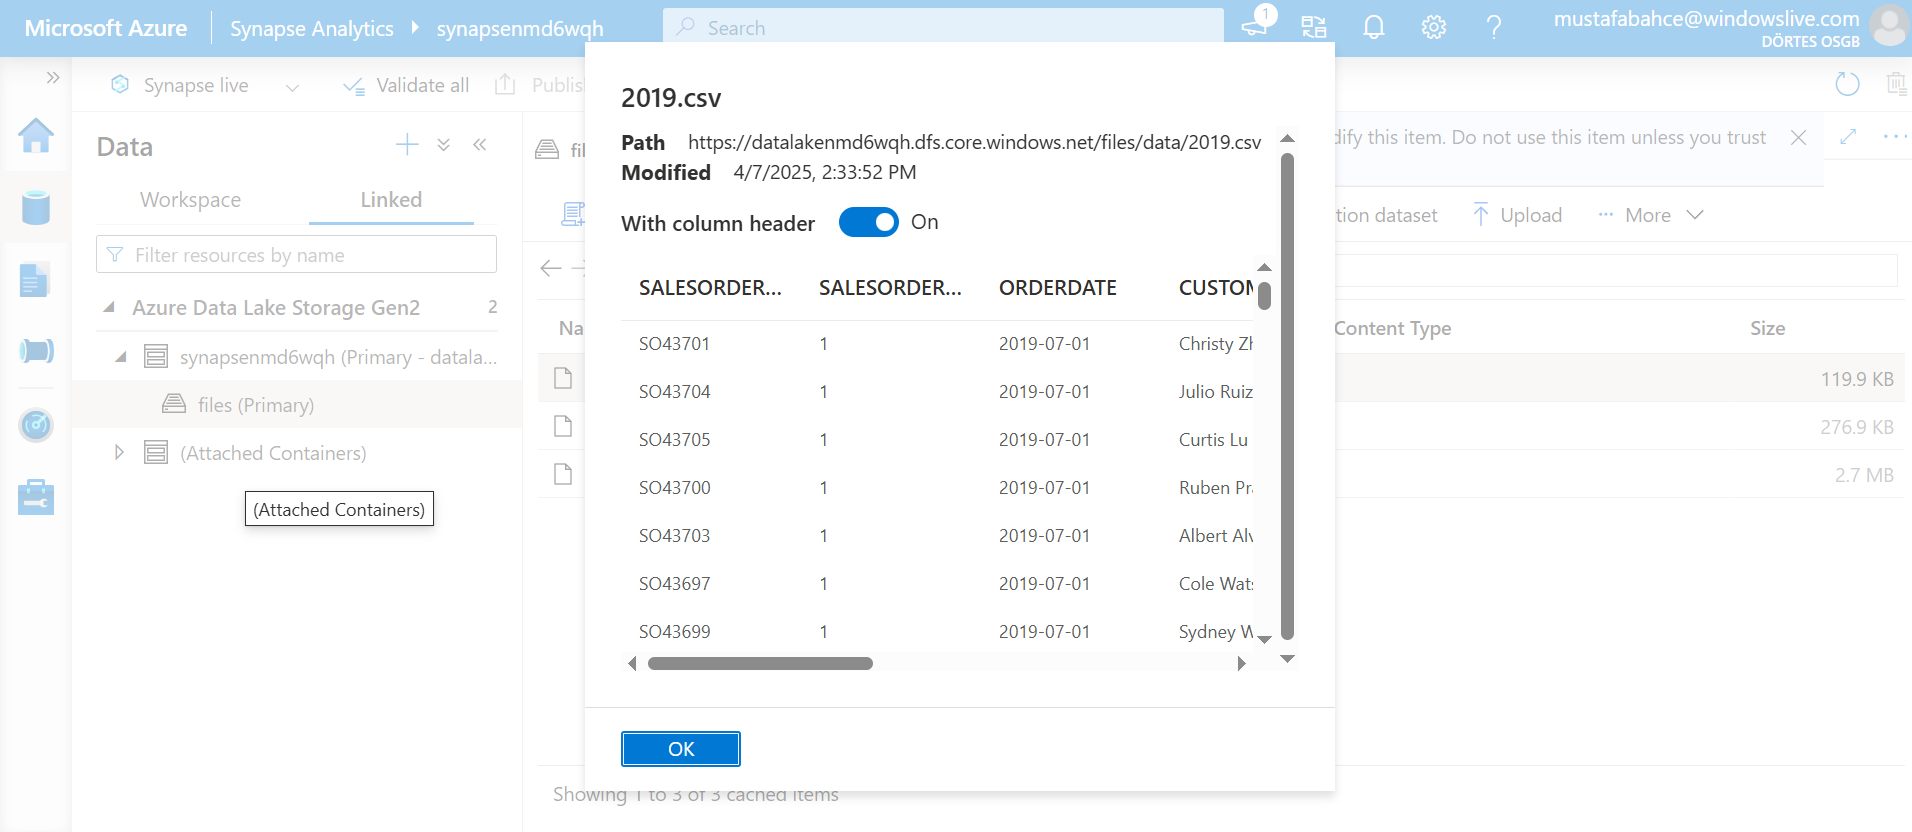 Microsoft Azure
Synapse Analytics
synapsenmd6wqh
Search
1
mustafabahce@windowslive.com
DÖRTES OSGB
Synapse live
Validate all
Publis
Data
Workspace
Linked
Filter resources by name
Azure Data Lake Storage Gen2
2
synapsenmd6wqh (Primary - datala...
files (Primary)
(Attached Containers)
(Attached Containers)
fil
dify this item. Do not use this item unless you trust
tion dataset
Upload
More
Na
Content Type
Size
119.9 KB
276.9 KB
2.7 MB
2019.csv
Path https://datalakenmd6wqh.dfs.core.windows.net/files/data/2019.csv
Modified 4/7/2025, 2:33:52 PM
With column header On
SALESORDER... SALESORDER... ORDERDATE CUSTOM
SO43701 1 2019-07-01 Christy Zh
SO43704 1 2019-07-01 Julio Ruiz
SO43705 1 2019-07-01 Curtis Lu
SO43700 1 2019-07-01 Ruben Pra
SO43703 1 2019-07-01 Albert Alv
SO43697 1 2019-07-01 Cole Wats
SO43699 1 2019-07-01 Sydney W
OK
Showing 1 to 3 of 3 cached items